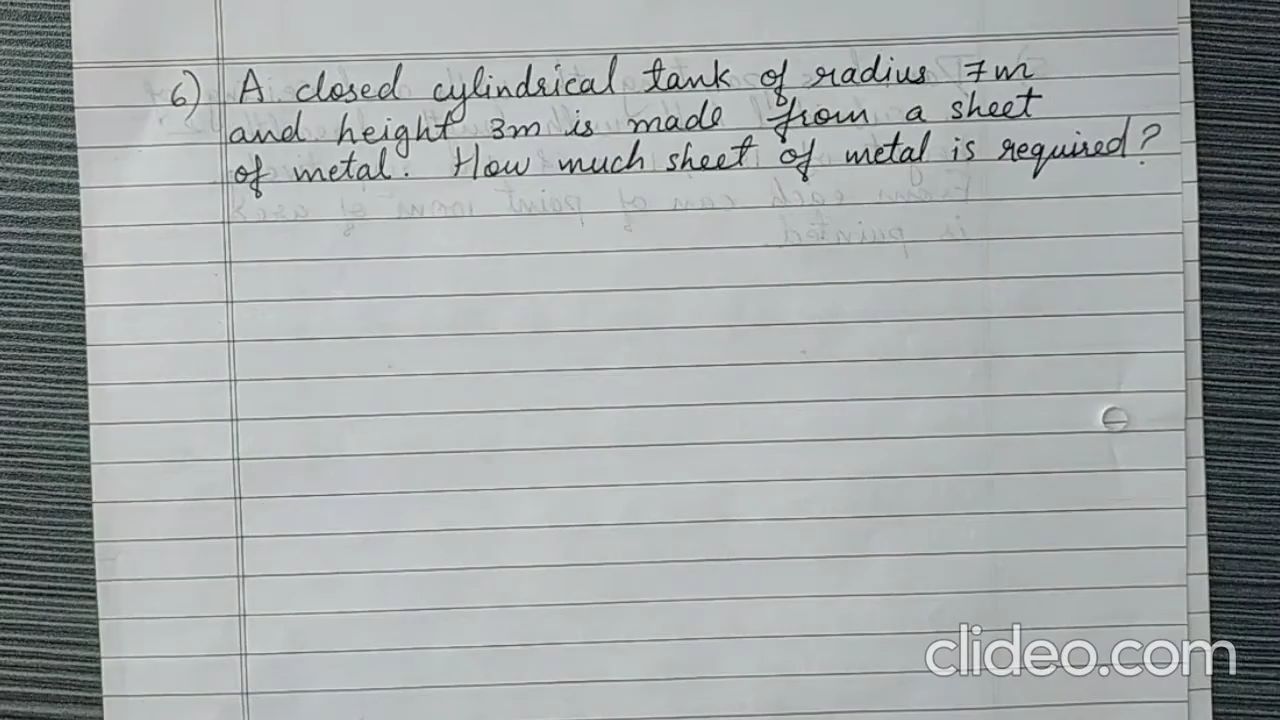 6) A closed cylindrical tank of radius 7m
and height 3m is made from a sheet
of metal. How much sheet of metal is required?
clideo.com